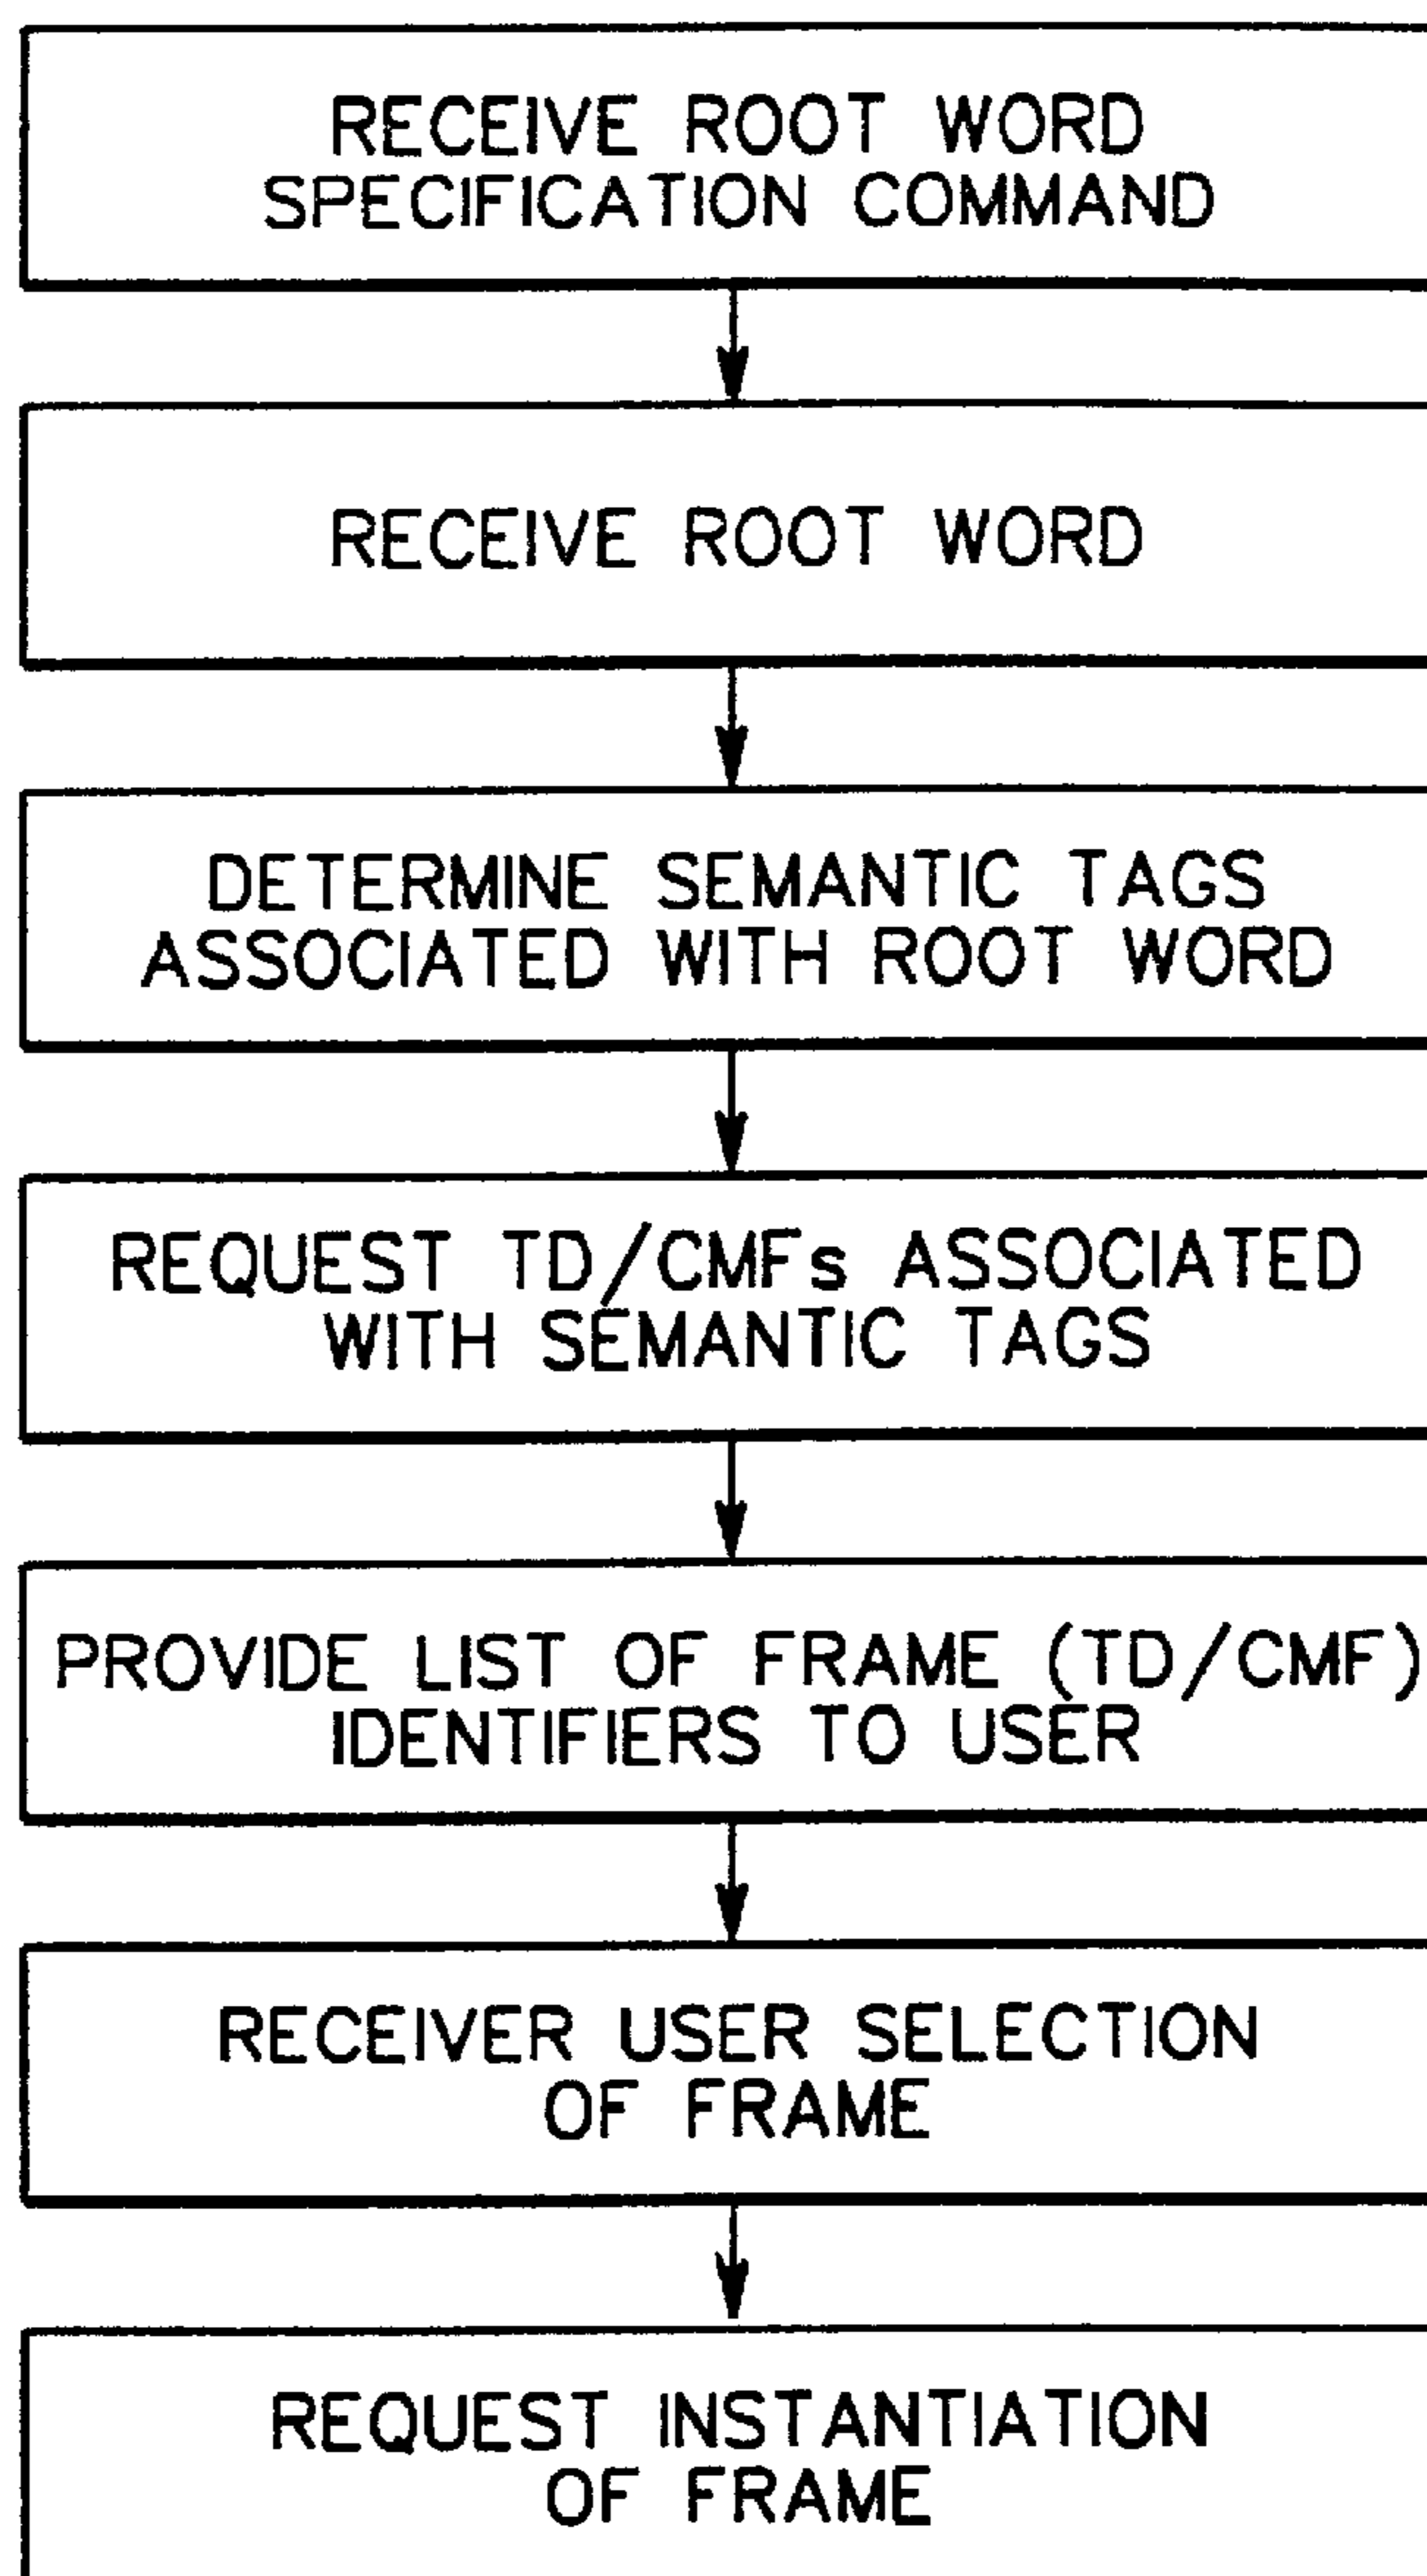 RECEIVE ROOT WORD
SPECIFICATION COMMAND
RECEIVE ROOT WORD
DETERMINE SEMANTIC TAGS
ASSOCIATED WITH ROOT WORD
REQUEST TD/CMFs ASSOCIATED
WITH SEMANTIC TAGS
PROVIDE LIST OF FRAME (TD/CMF)
IDENTIFIERS TO USER
RECEIVER USER SELECTION
OF FRAME
REQUEST INSTANTIATION
OF FRAME